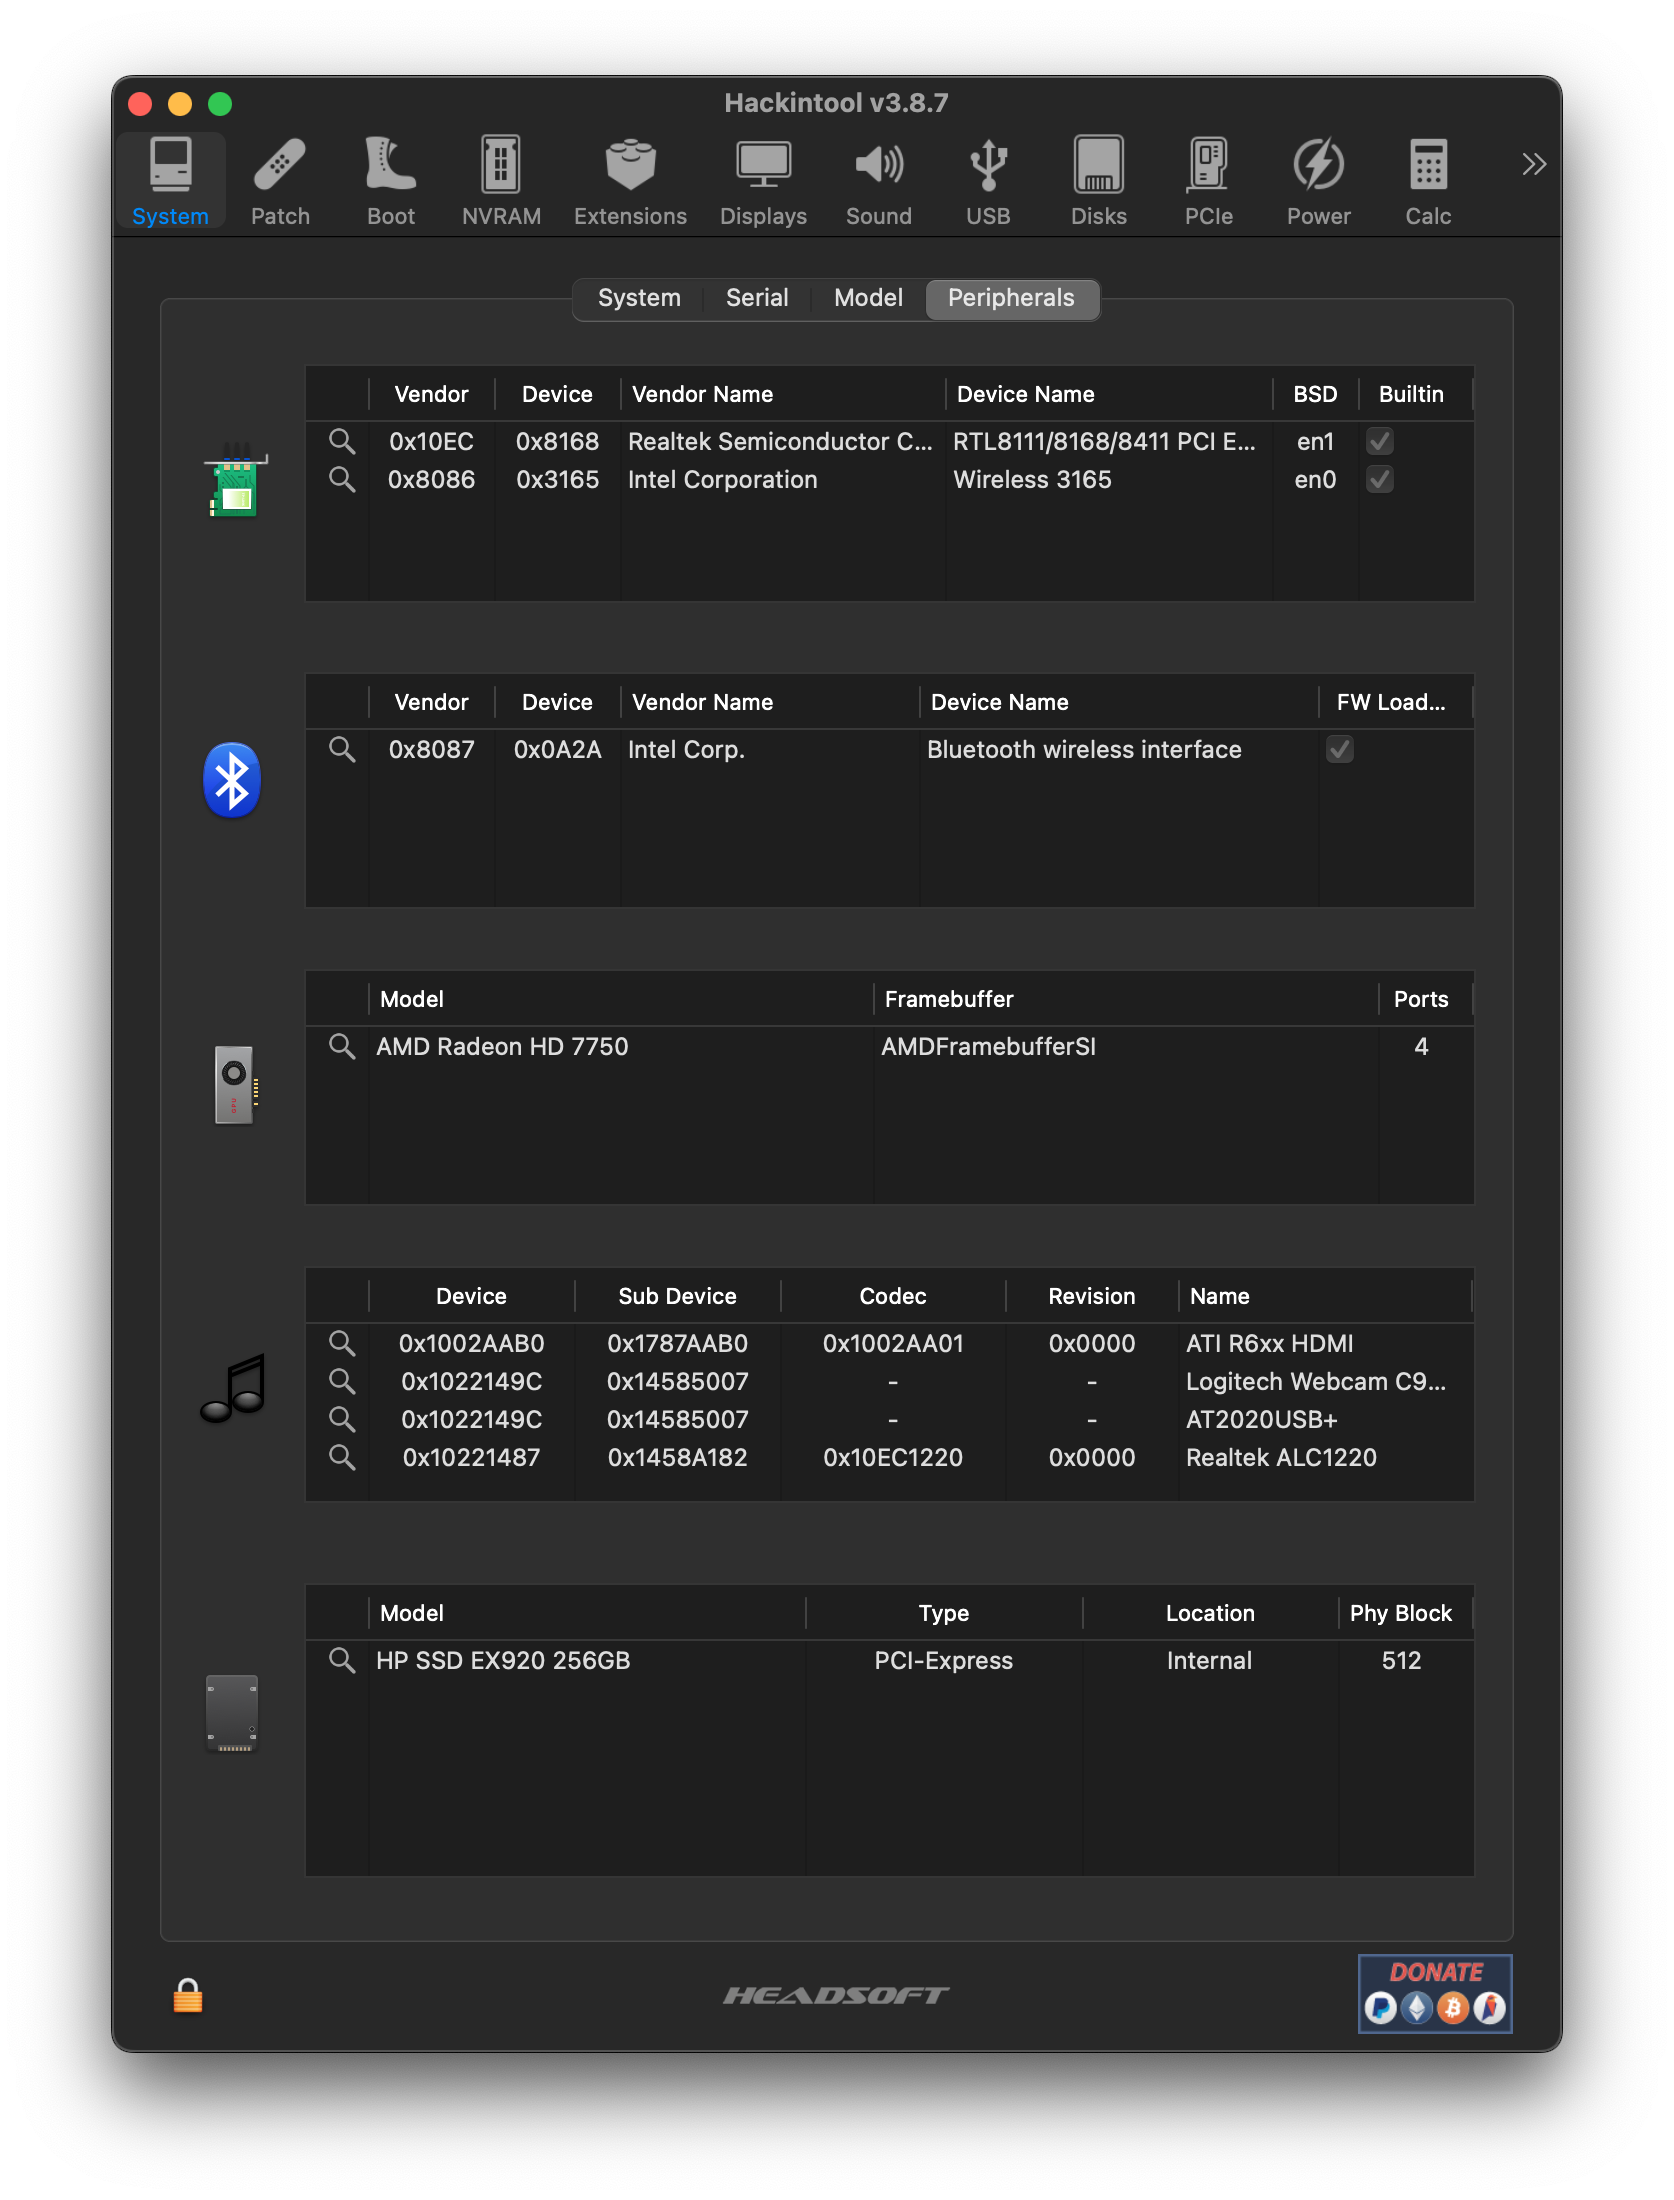 Hackintool v3.8.7
System Patch Boot NVRAM Extensions Displays Sound USB Disks PCIe Power Calc
System Serial Model Peripherals
Vendor Device Vendor Name Device Name BSD Builtin
0x10EC 0x8168 Realtek Semiconductor C... RTL8111/8168/8411 PCI E... en1
0x8086 0x3165 Intel Corporation Wireless 3165 en0
Vendor Device Vendor Name Device Name FW Load...
0x8087 0x0A2A Intel Corp. Bluetooth wireless interface
Model Framebuffer Ports
AMD Radeon HD 7750 AMDFramebufferSI 4
GPU
Device Sub Device Codec Revision Name
0x1002AAB0 0x1787AAB0 0x1002AA01 0x0000 ATI R6xx HDMI
0x1022149C 0x14585007 - - Logitech Webcam C9...
0x1022149C 0x14585007 - - AT2020USB+
0x10221487 0x1458A182 0x10EC1220 0x0000 Realtek ALC1220
Model Type Location Phy Block
HP SSD EX920 256GB PCI-Express Internal 512
HEADSOFT
DONATE